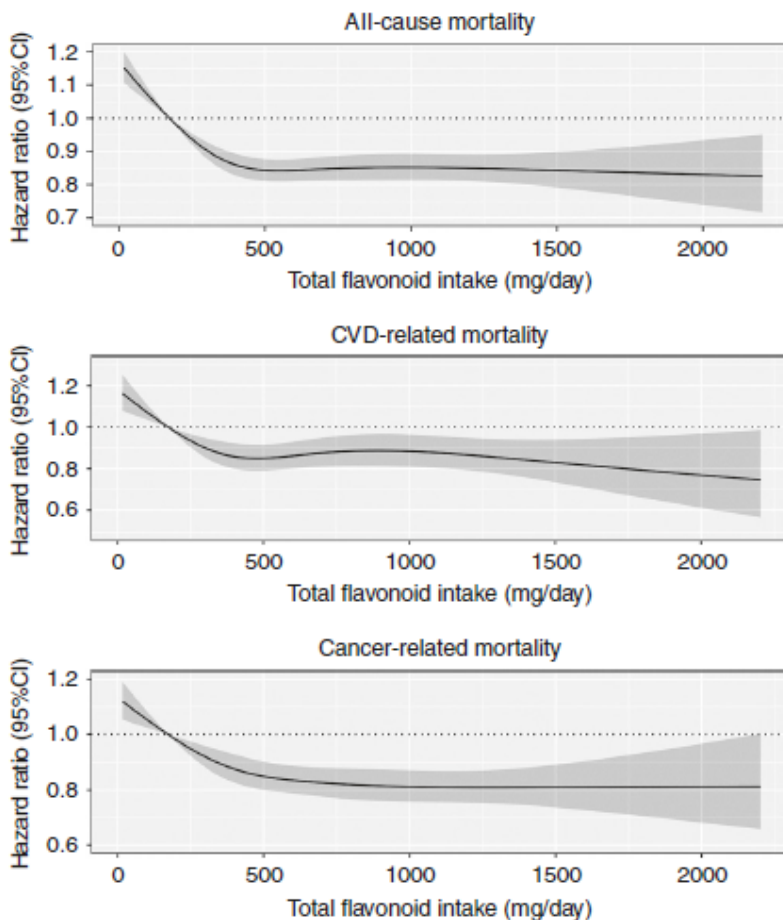 All-cause mortality
Hazard ratio (95%CI)
1.2
1.1
1.0
0.9
0.8
0.7
0 500 1000 1500 2000
Total flavonoid intake (mg/day)
CVD-related mortality
Hazard ratio (95%CI)
1.2
1.0
0.8
0.6
0 500 1000 1500 2000
Total flavonoid intake (mg/day)
Cancer-related mortality
Hazard ratio (95%CI)
1.2
1.0
0.8
0.6
0 500 1000 1500 2000
Total flavonoid intake (mg/day)